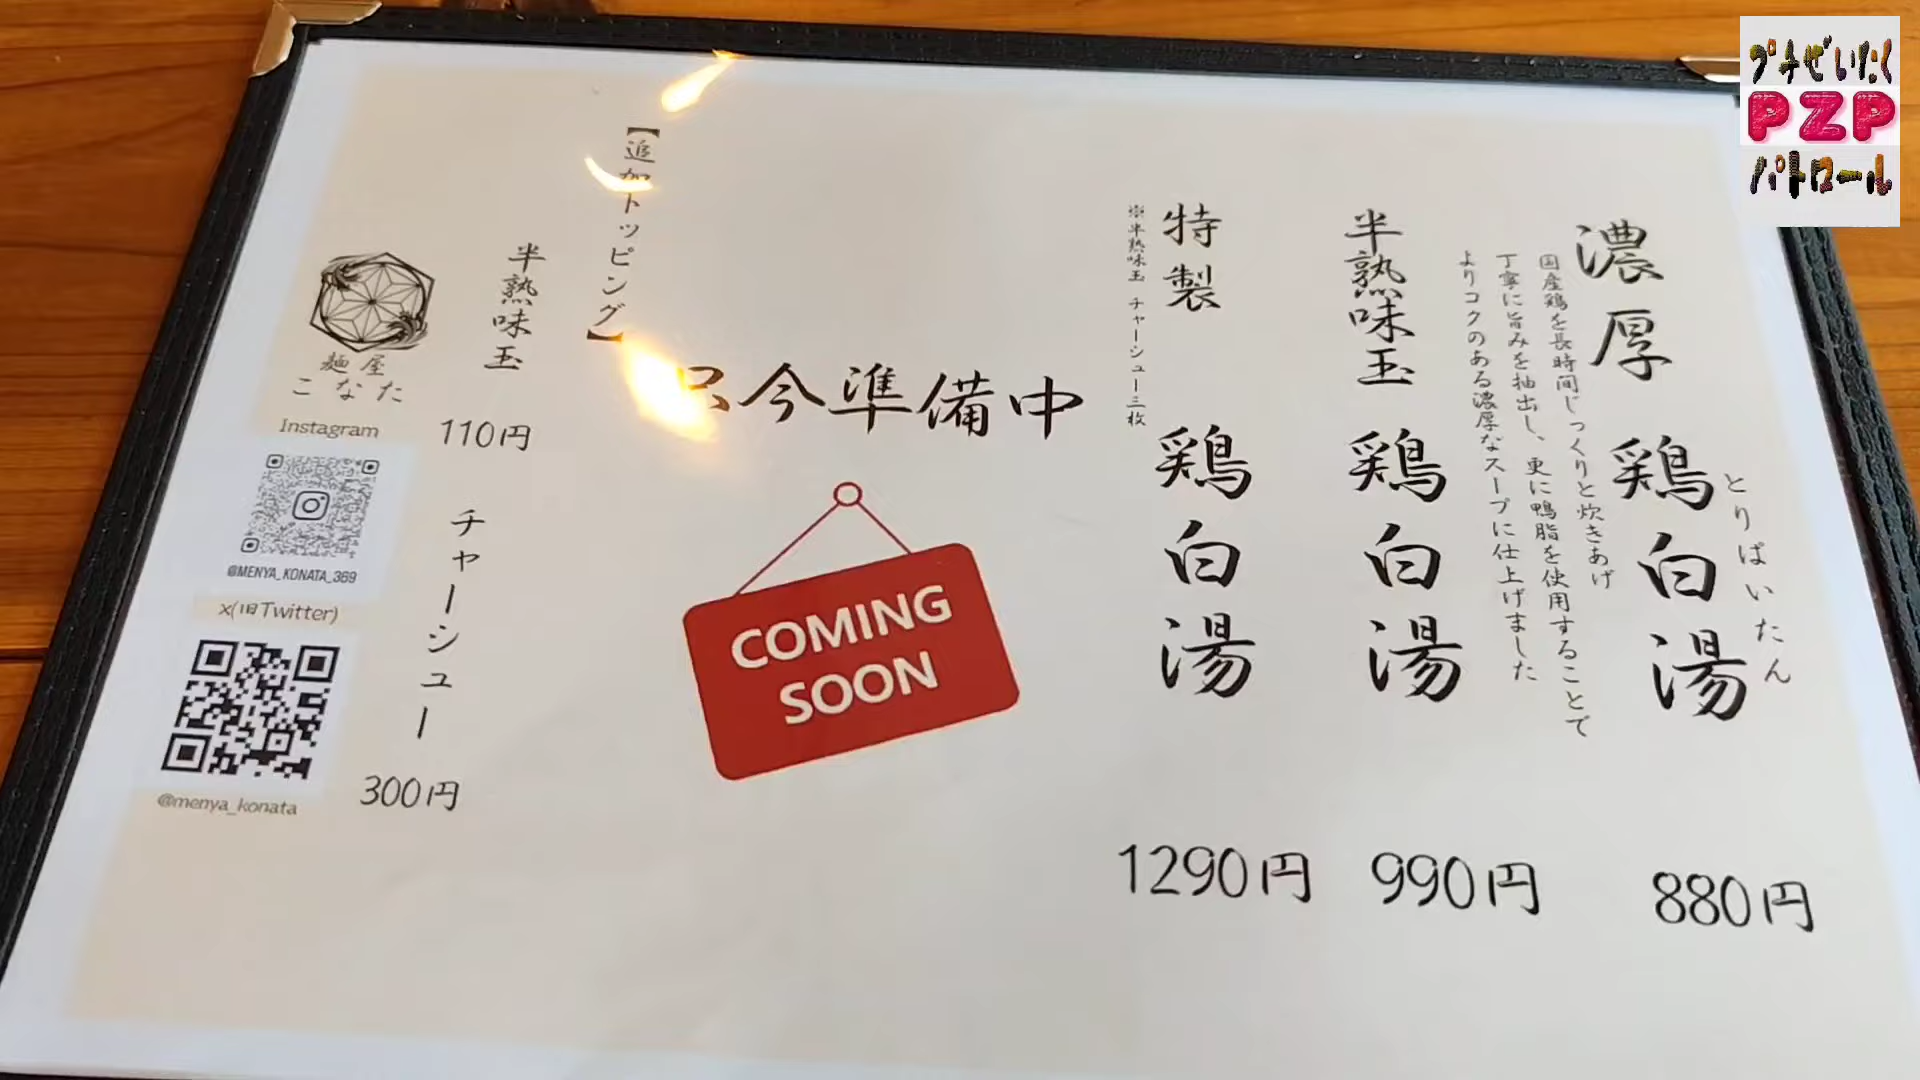 濃厚 鶏白湯
とりぱいたん
国産鶏を長時間じっくりと炊きあげ
丁寧に旨みを抽出し、更に鴨脂を使用することで
よりコクのある濃厚なスープに仕上げました
880円
半熟味玉 鶏白湯
990円
特製 鶏白湯
※半熟味玉 チャーシュー三枚
1290円
只今準備中
COMING
SOON
【追加トッピング】
半熟味玉
110円
チャーシュー
300円
麺屋
こなた
Instagram
@MENYA_KONATA_369
x(旧Twitter)
@menya_konata
プチぜいたく
PZP
パトロール